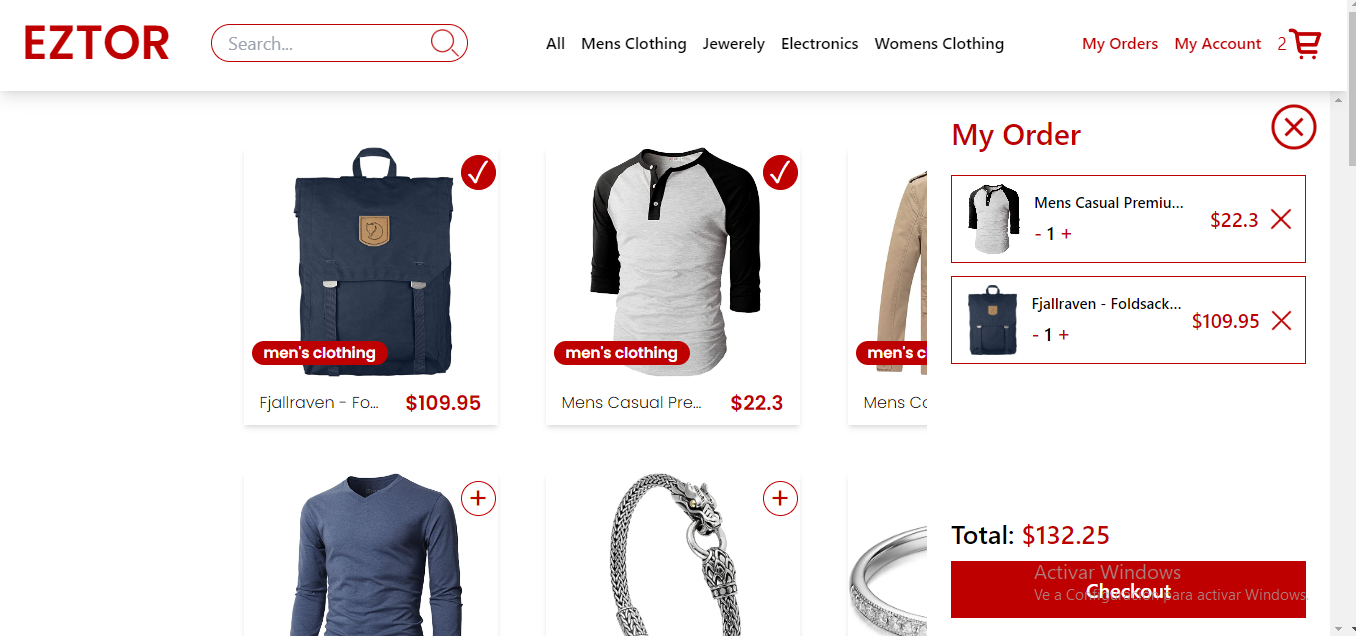 EZTOR
Search...
All
Mens Clothing
Jewerely
Electronics
Womens Clothing
My Orders
My Account
2
men's clothing
Fjallraven - Fo...
$109.95
men's clothing
Mens Casual Pre...
$22.3
men's c
Mens Co
My Order
Mens Casual Premiu...
- 1 +
$22.3
Fjallraven - Foldsack...
- 1 +
$109.95
Total: $132.25
Checkout
Activar Windows
Ve a Configuración para activar Windows.